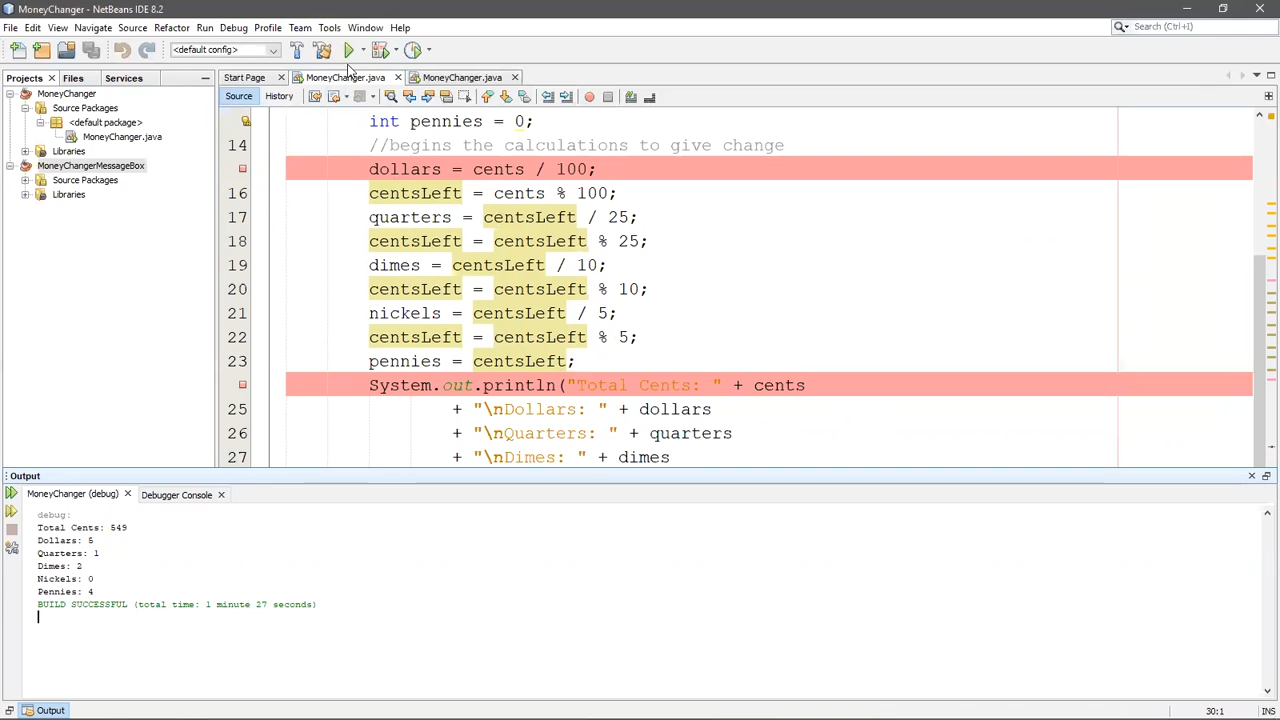 MoneyChanger - NetBeans IDE 8.2
File Edit View Navigate Source Refactor Run Debug Profile Team Tools Window Help
Search (Ctrl+I)
<default config>
Projects Files Services
Start Page MoneyChanger.java MoneyChanger.java
Source History
MoneyChanger
Source Packages
<default package>
MoneyChanger.java
Libraries
MoneyChangerMessageBox
Source Packages
Libraries
int pennies = 0;
14 //begins the calculations to give change
dollars = cents / 100;
16 centsLeft = cents % 100;
17 quarters = centsLeft / 25;
18 centsLeft = centsLeft % 25;
19 dimes = centsLeft / 10;
20 centsLeft = centsLeft % 10;
21 nickels = centsLeft / 5;
22 centsLeft = centsLeft % 5;
23 pennies = centsLeft;
System.out.println("Total Cents: " + cents
25 + "\nDollars: " + dollars
26 + "\nQuarters: " + quarters
27 + "\nDimes: " + dimes
Output
MoneyChanger (debug) Debugger Console
debug:
Total Cents: 549
Dollars: 5
Quarters: 1
Dimes: 2
Nickels: 0
Pennies: 4
BUILD SUCCESSFUL (total time: 1 minute 27 seconds)
Output
30:1 INS